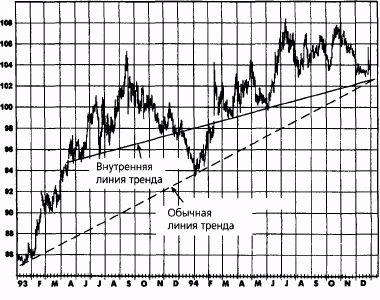 108
106
104
102
100
98
96
94
92
90
88
86
Внутренняя
линия тренда
Обычная
линия тренда
93 F M A M J J A S O N D 94 F M A M J J A S O N D